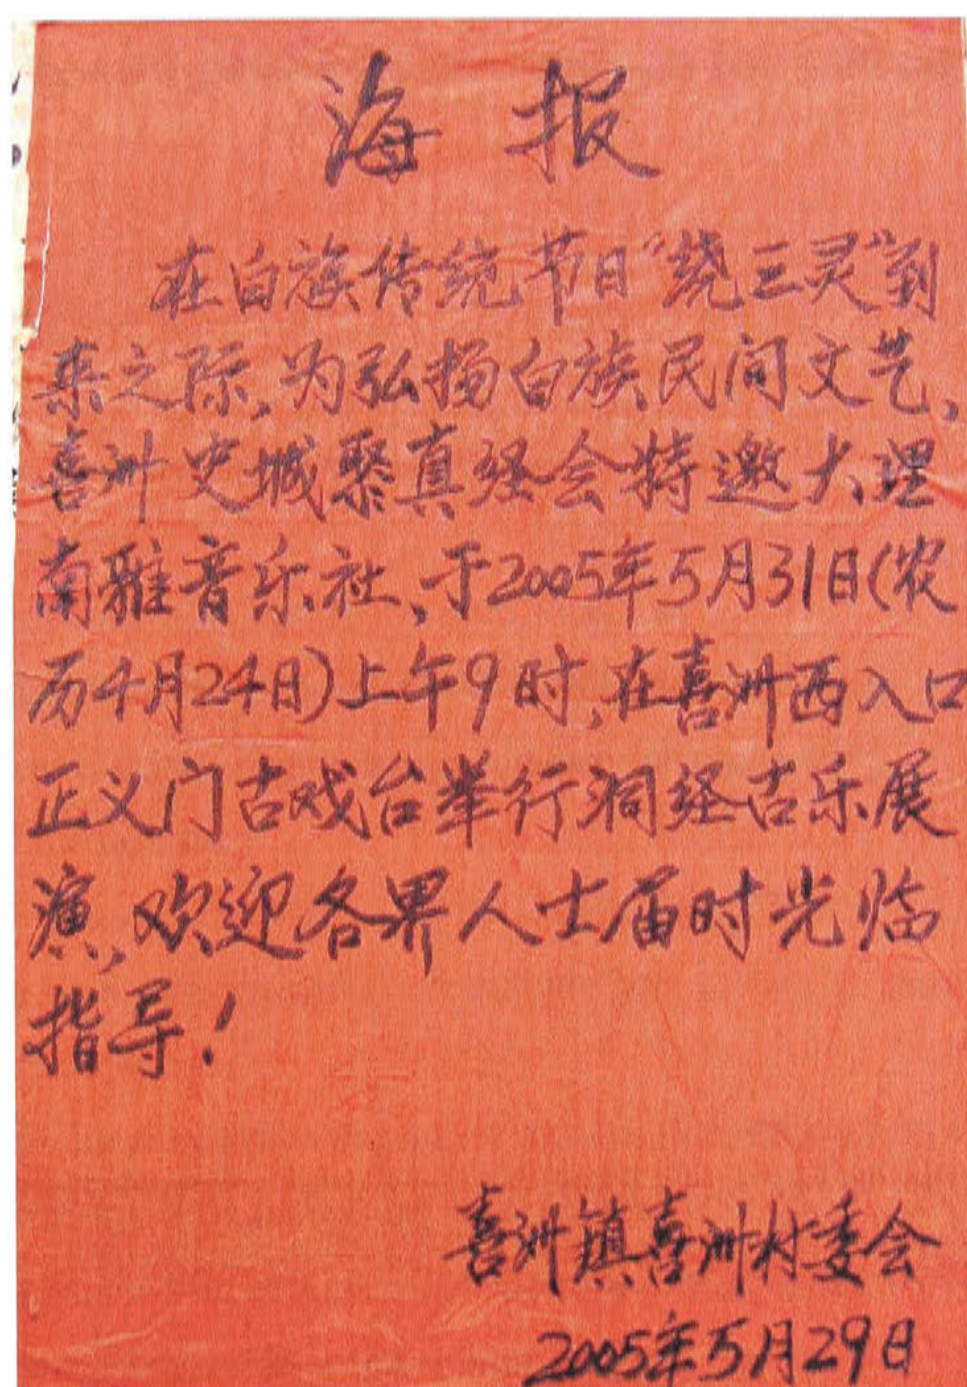 海报
在白族传统节日“绕三灵”到
来之际,为弘扬白族民间文艺,
喜洲史城聚真经会特邀大理
南雅音乐社,于2005年5月31日(农
历4月24日)上午9时,在喜洲西入口
正义门古戏台举行洞经古乐展
演,欢迎各界人士届时光临
指导!
喜洲镇喜洲村委会
2005年5月29日